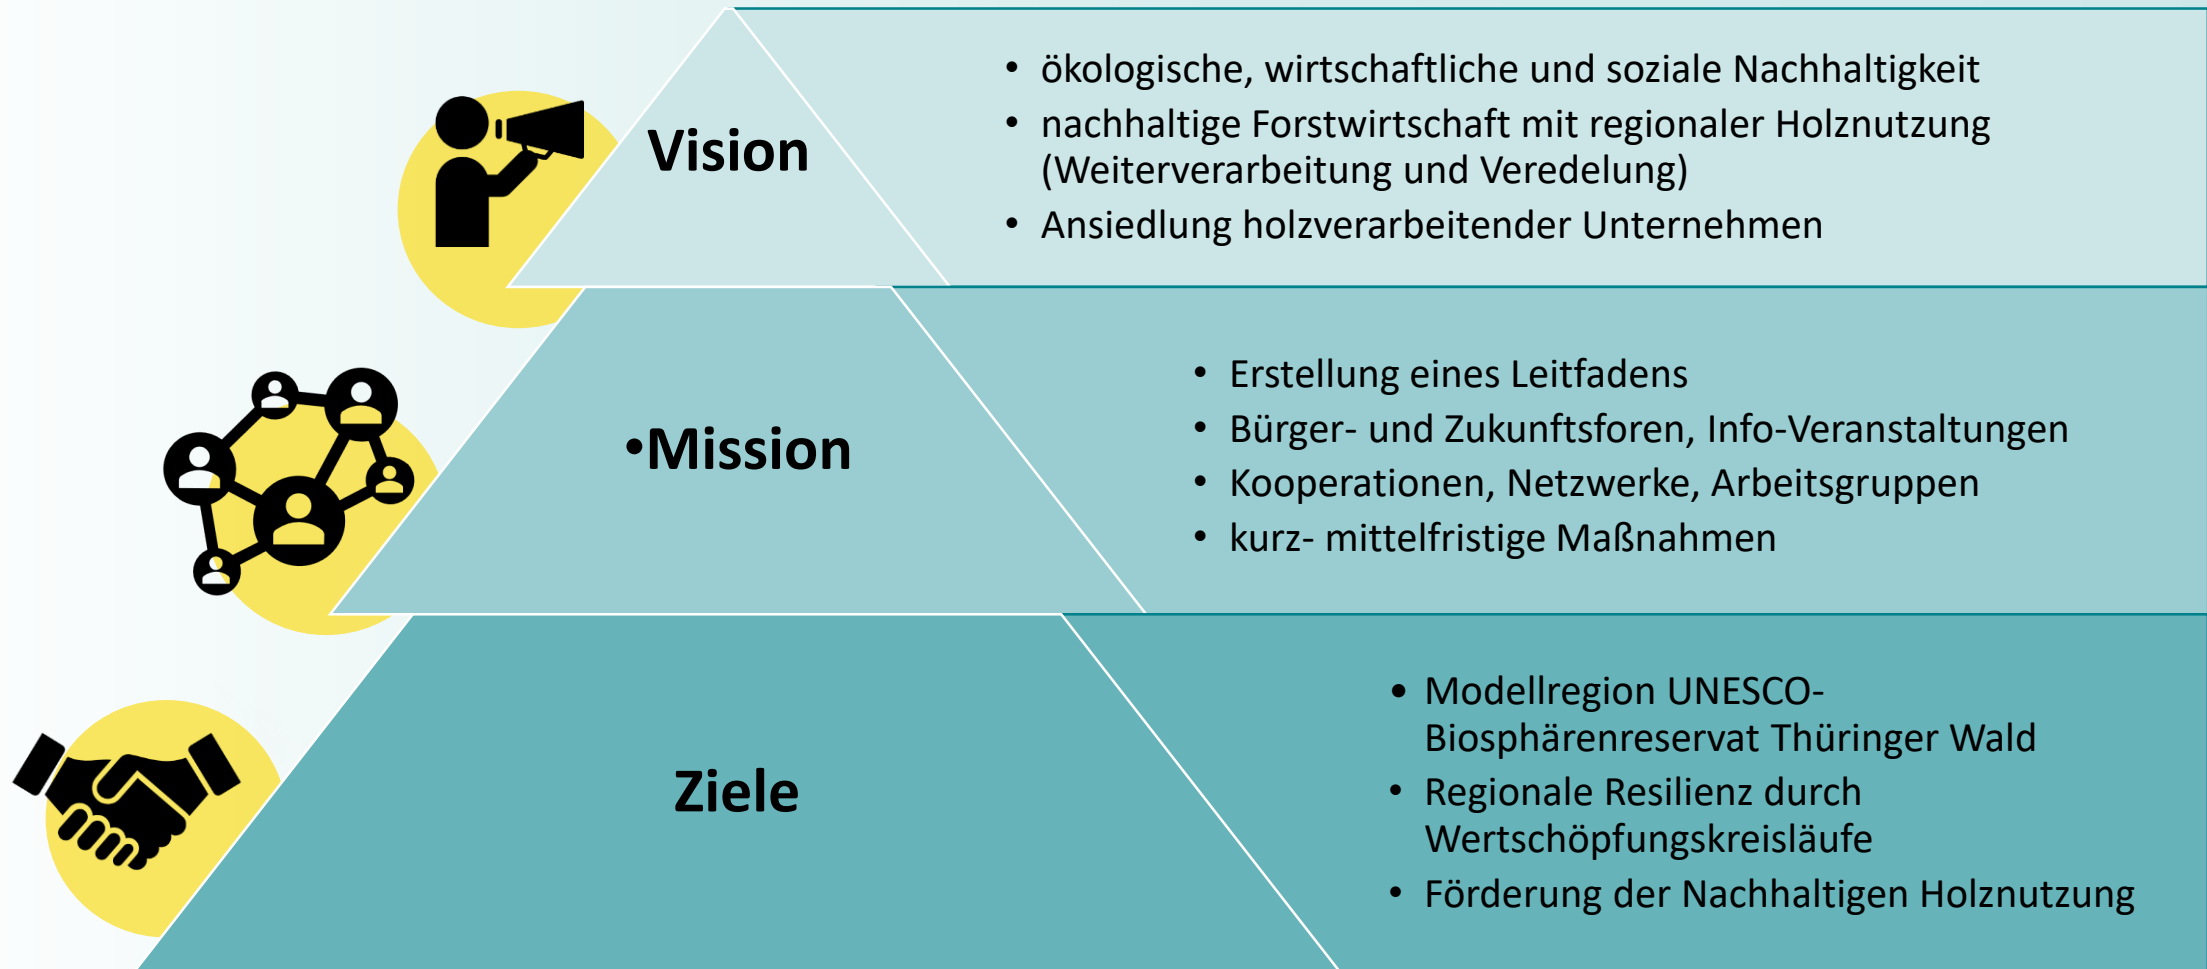 Vision
• ökologische, wirtschaftliche und soziale Nachhaltigkeit
• nachhaltige Forstwirtschaft mit regionaler Holznutzung
(Weiterverarbeitung und Veredelung)
• Ansiedlung holzverarbeitender Unternehmen
•Mission
• Erstellung eines Leitfadens
• Bürger- und Zukunftsforen, Info-Veranstaltungen
• Kooperationen, Netzwerke, Arbeitsgruppen
• kurz- mittelfristige Maßnahmen
Ziele
• Modellregion UNESCO-
Biosphärenreservat Thüringer Wald
• Regionale Resilienz durch
Wertschöpfungskreisläufe
• Förderung der Nachhaltigen Holznutzung